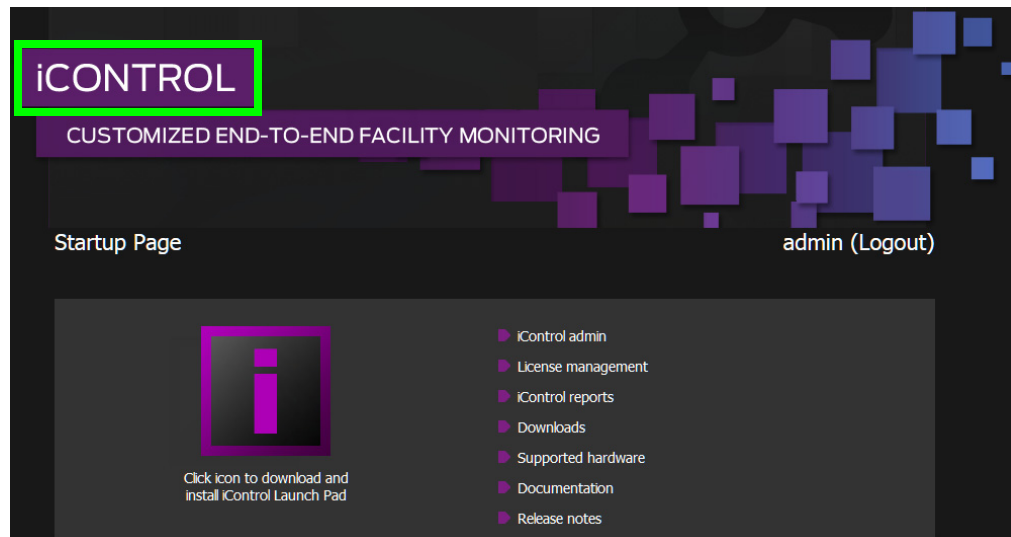 iCONTROL
CUSTOMIZED END-TO-END FACILITY MONITORING
Startup Page
admin (Logout)
i
Click icon to download and
install iControl Launch Pad
iControl admin
License management
iControl reports
Downloads
Supported hardware
Documentation
Release notes